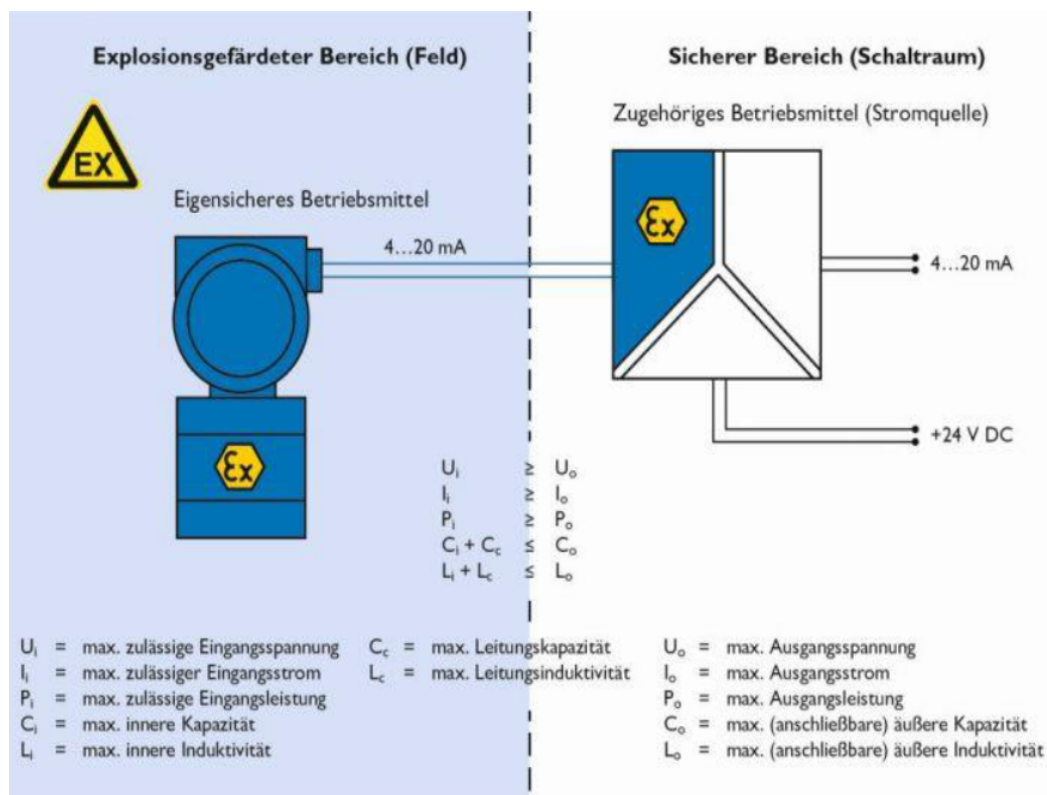 Explosionsgefärdeter Bereich (Feld)
Sicherer Bereich (Schaltraum)
Zugehöriges Betriebsmittel (Stromquelle)
EX
Eigensicheres Betriebsmittel
Ex
4...20 mA
4...20 mA
+24 V DC
Ex
Uᵢ ≥ Uₒ
Iᵢ ≥ Iₒ
Pᵢ ≥ Pₒ
Cᵢ + C꜀ ≤ Cₒ
Lᵢ + L꜀ ≤ Lₒ
Uᵢ = max. zulässige Eingangsspannung
Iᵢ = max. zulässiger Eingangsstrom
Pᵢ = max. zulässige Eingangsleistung
Cᵢ = max. innere Kapazität
Lᵢ = max. innere Induktivität
C꜀ = max. Leitungskapazität
L꜀ = max. Leitungsinduktivität
Uₒ = max. Ausgangsspannung
Iₒ = max. Ausgangsstrom
Pₒ = max. Ausgangsleistung
Cₒ = max. (anschließbare) äußere Kapazität
Lₒ = max. (anschließbare) äußere Induktivität